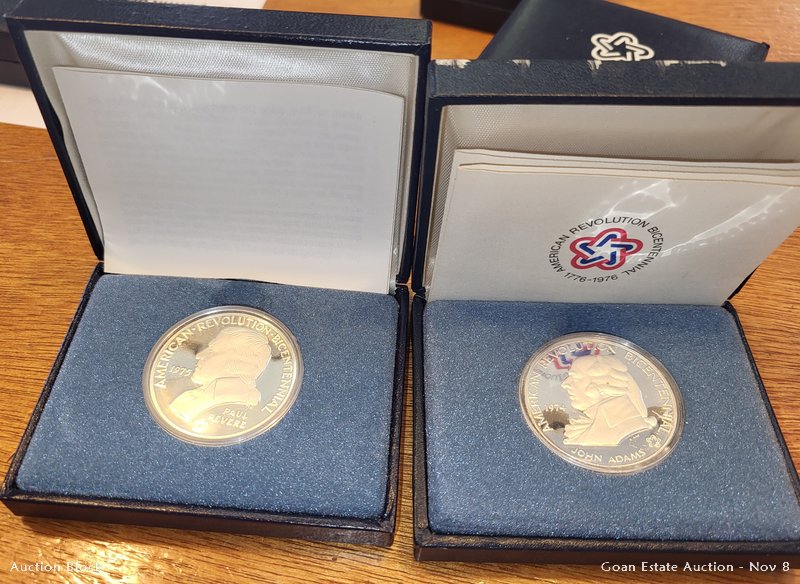 AMERICAN REVOLUTION BICENTENNIAL
1776-1976
AMERICAN·REVOLUTION·BICENTENNIAL
1975
PAUL
REVERE
AMERICAN REVOLUTION BICENTENNIAL
1974
JOHN ADAMS
Auction Block
Goan Estate Auction - Nov 8